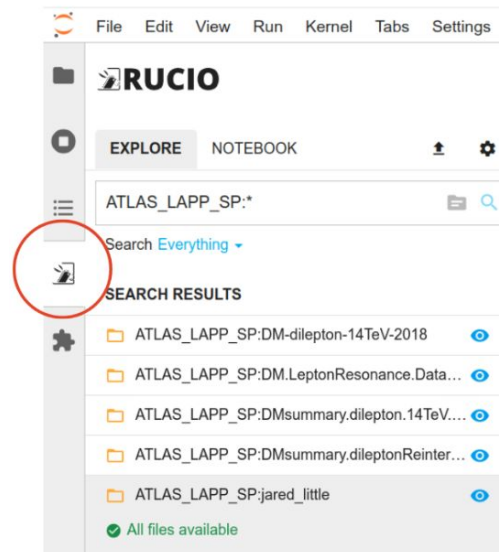 File Edit View Run Kernel Tabs Settings
RUCIO
EXPLORE NOTEBOOK
ATLAS_LAPP_SP:*
Search Everything
SEARCH RESULTS
ATLAS_LAPP_SP:DM-dilepton-14TeV-2018
ATLAS_LAPP_SP:DM.LeptonResonance.Data...
ATLAS_LAPP_SP:DMsummary.dilepton.14TeV....
ATLAS_LAPP_SP:DMsummary.dileptonReinter...
ATLAS_LAPP_SP:jared_little
All files available